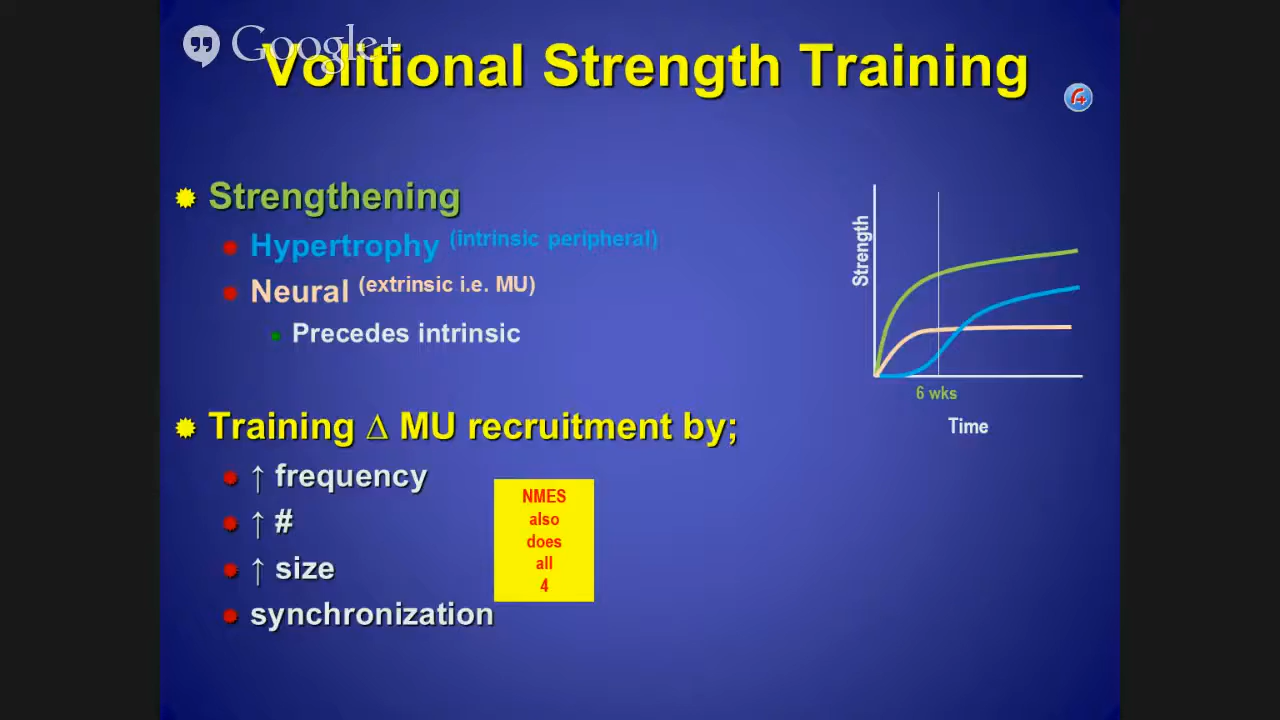 Google+
Volitional Strength Training
Strengthening
Hypertrophy (intrinsic peripheral)
Neural (extrinsic i.e. MU)
Precedes intrinsic
Strength
6 wks
Time
Training ∆ MU recruitment by;
↑ frequency
↑ #
↑ size
synchronization
NMES
also
does
all
4